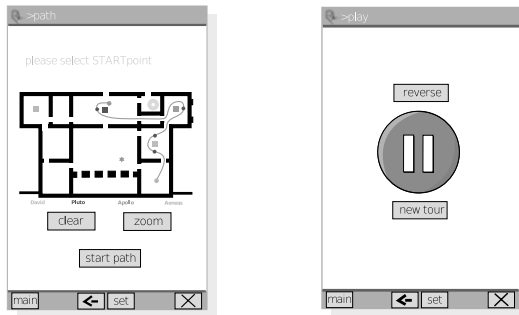 >path
please select STARTpoint
David Pluto Apollo Aeneas
clear zoom
start path
main set
>play
reverse
new tour
main set